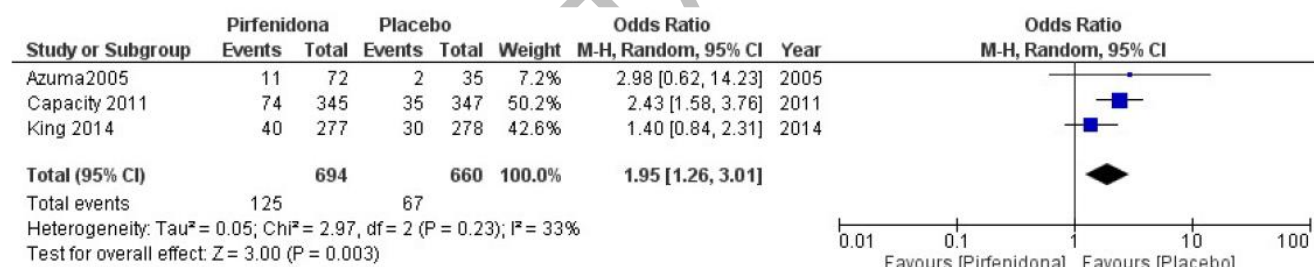 Pirfenidona Placebo Odds Ratio Odds Ratio
Study or Subgroup Events Total Events Total Weight M-H, Random, 95% CI Year M-H, Random, 95% CI
Azuma2005 11 72 2 35 7.2% 2.98 [0.62, 14.23] 2005
Capacity 2011 74 345 35 347 50.2% 2.43 [1.58, 3.76] 2011
King 2014 40 277 30 278 42.6% 1.40 [0.84, 2.31] 2014
Total (95% CI) 694 660 100.0% 1.95 [1.26, 3.01]
Total events 125 67
Heterogeneity: Tau² = 0.05; Chi² = 2.97, df = 2 (P = 0.23); I² = 33%
Test for overall effect: Z = 3.00 (P = 0.003)
0.01 0.1 1 10 100
Favours [Pirfenidona] Favours [Placebo]